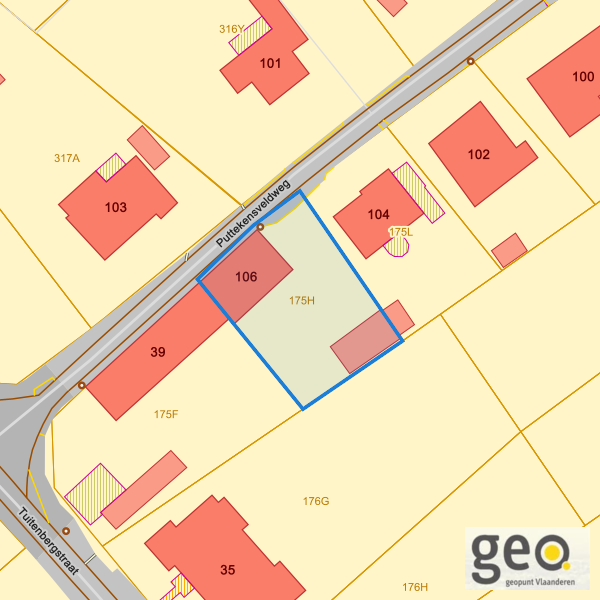 316Y
101
100
317A
102
103
Puttekensveldweg
104
175L
106
175H
39
175F
176G
Tuitenbergstraat
35
176H
geo.
geopunt Vlaanderen